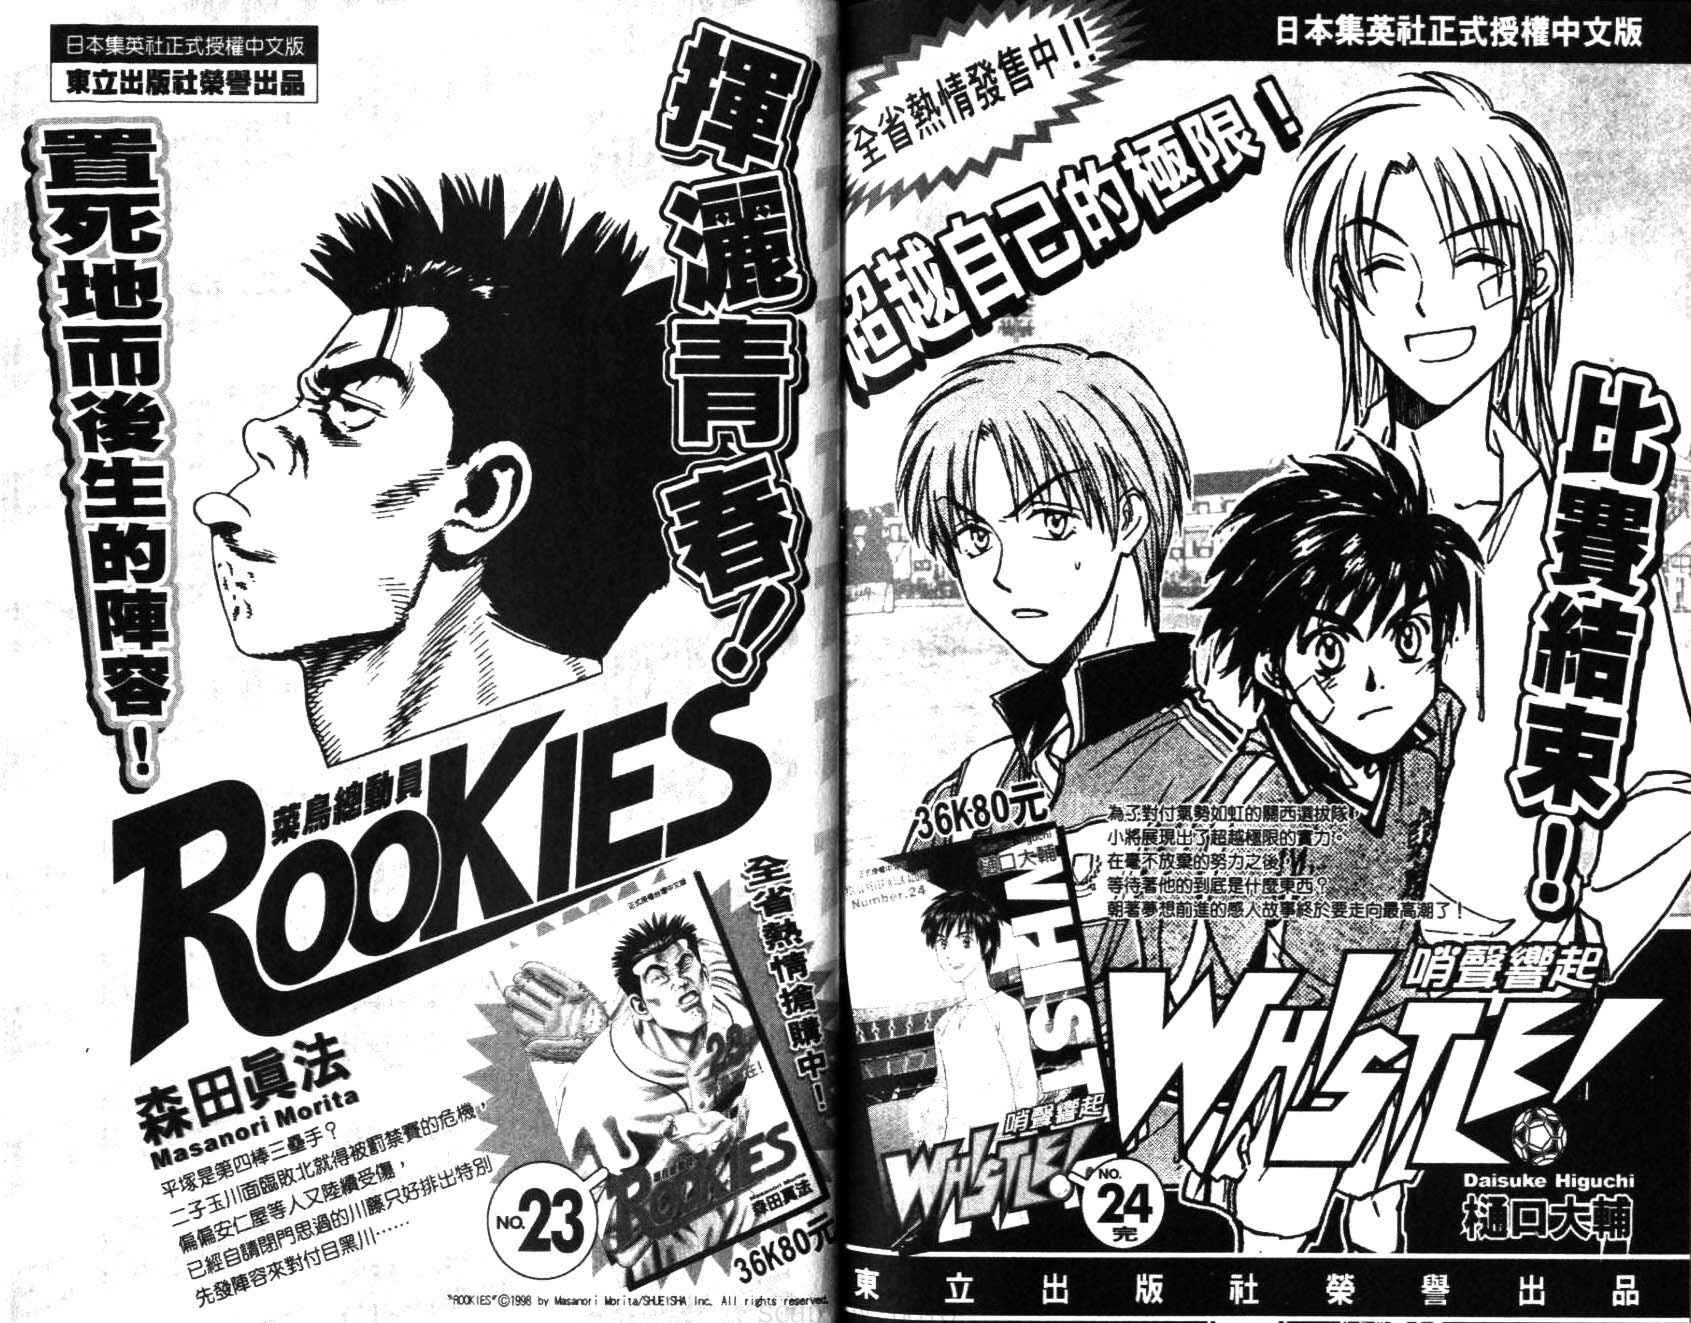 日本集英社正式授權中文版
東立出版社榮譽出品
揮灑青春！
置死地而後生的陣容！
菜鳥總動員
ROOKIES
全省熱情搶購中！
森田眞法
Masanori Morita
平塚是第四棒三壘手？
二子玉川面臨敗北就得被罰禁賽的危機，
偏偏安仁屋等人又陸續受傷，
已經自請閉門思過的川藤只好排出特別
先發陣容來對付目黑川……
NO.23
ROOKIES
森田眞法
36K80元
"ROOKIES"©1998 by Masanori Morita/SHUEISHA Inc. All rights reserved.
日本集英社正式授權中文版
全省熱情發售中!!
超越自己的極限！
比賽結束！
36K80元
為了對付氣勢如虹的關西選拔隊，
小將展現出了超越極限的實力。
在毫不放棄的努力之後，
等待著他的到底是什麼東西？
朝著夢想前進的感人故事終於要走向最高潮了！
樋口大輔
Number.24
WHISTLE!
哨聲響起
WHISTLE!
NO.24
完
哨聲響起
WHISTLE!
Daisuke Higuchi
樋口大輔
東立出版社榮譽出品